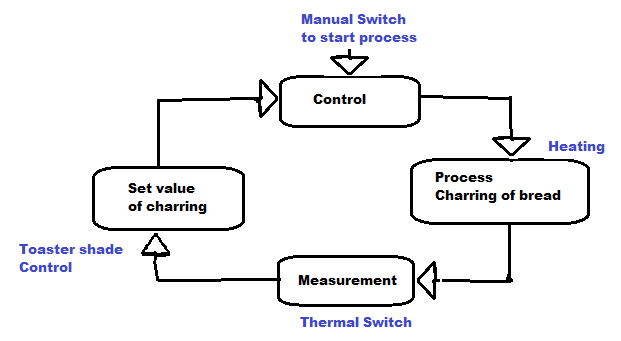 Manual Switch
to start process
Control
Heating
Process
Charring of bread
Set value
of charring
Toaster shade
Control
Measurement
Thermal Switch